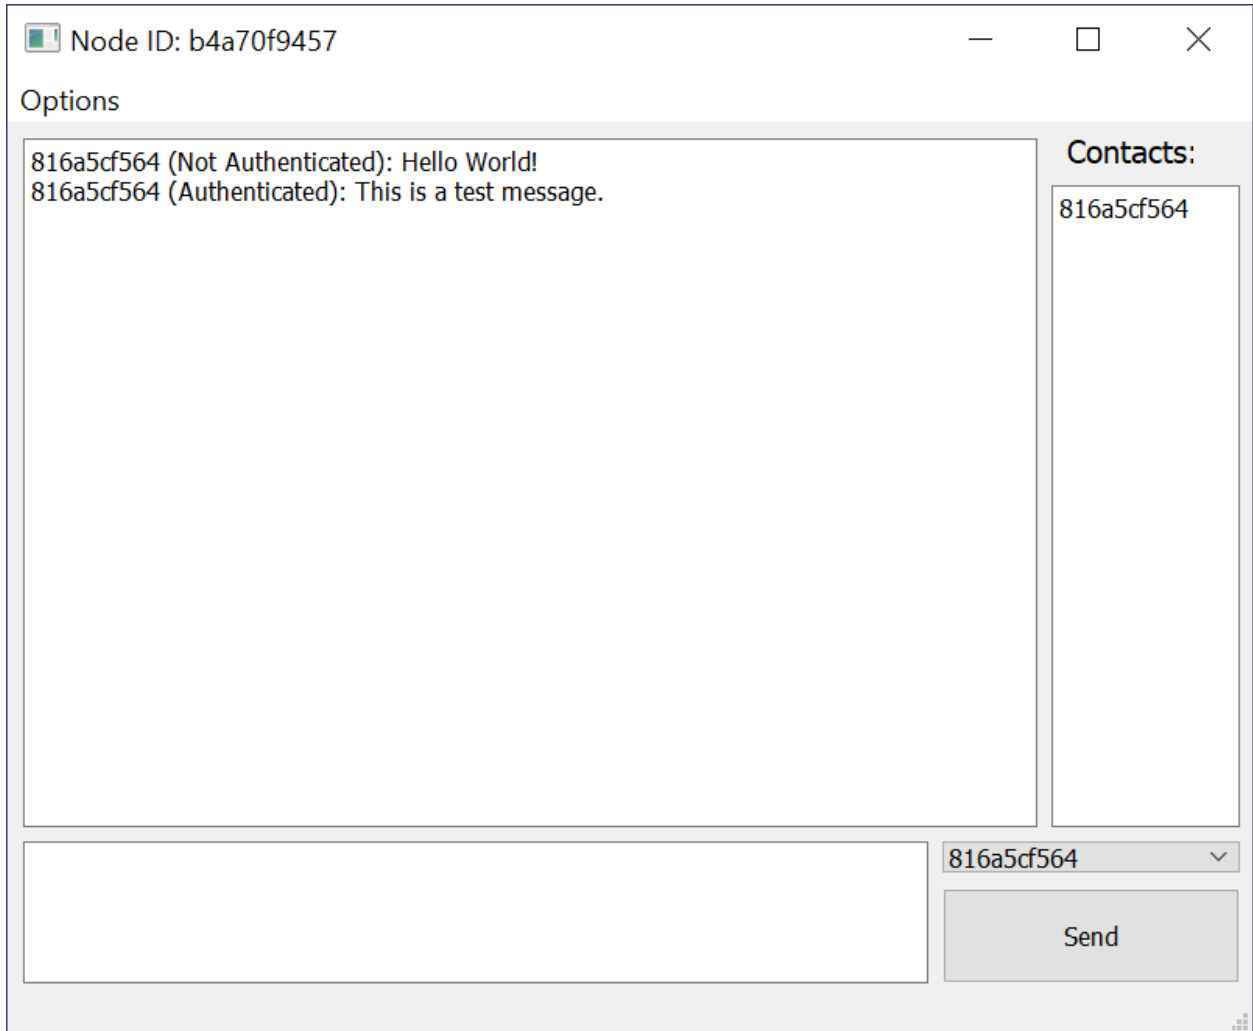 Node ID: b4a70f9457
Options
816a5cf564 (Not Authenticated): Hello World!
816a5cf564 (Authenticated): This is a test message.
Contacts:
816a5cf564
816a5cf564
Send